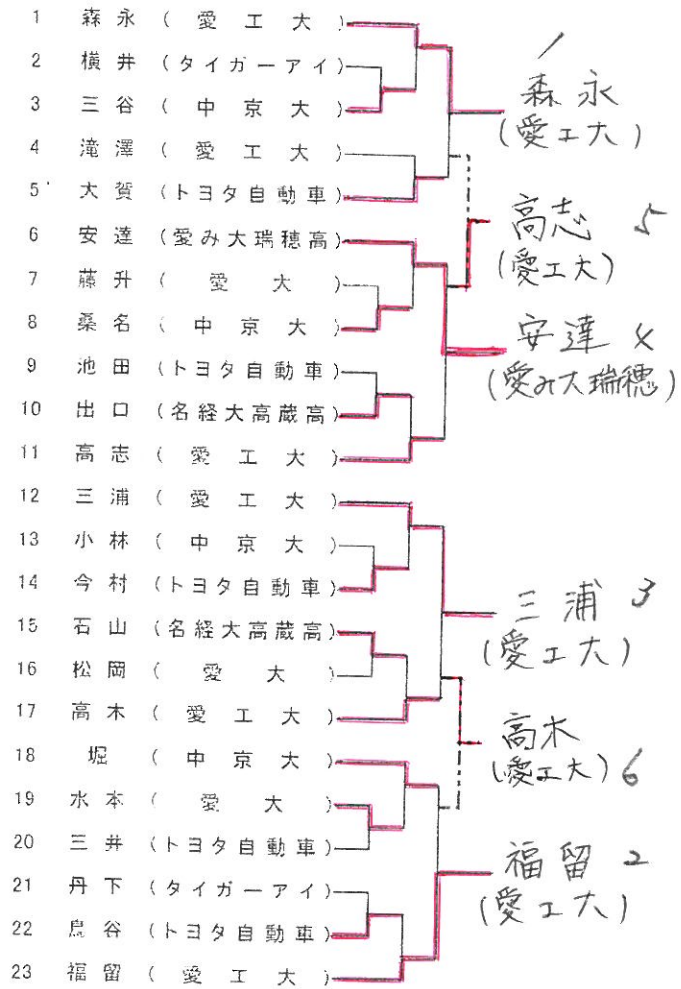 1 森永 (愛工大)
2 横井 (タイガーアイ)
3 三谷 (中京大)
4 滝澤 (愛工大)
5 大賀 (トヨタ自動車)
6 安達 (愛み大瑞穂高)
7 藤升 (愛大)
8 桑名 (中京大)
9 池田 (トヨタ自動車)
10 出口 (名経大高蔵高)
11 高志 (愛工大)
12 三浦 (愛工大)
13 小林 (中京大)
14 今村 (トヨタ自動車)
15 石山 (名経大高蔵高)
16 松岡 (愛大)
17 高木 (愛工大)
18 堀 (中京大)
19 水本 (愛大)
20 三井 (トヨタ自動車)
21 丹下 (タイガーアイ)
22 鳥谷 (トヨタ自動車)
23 福留 (愛工大)
1
森永
(愛工大)
高志 5
(愛工大)
安達 4
(愛み大瑞穂)
三浦 3
(愛工大)
高木
(愛工大) 6
福留 2
(愛工大)